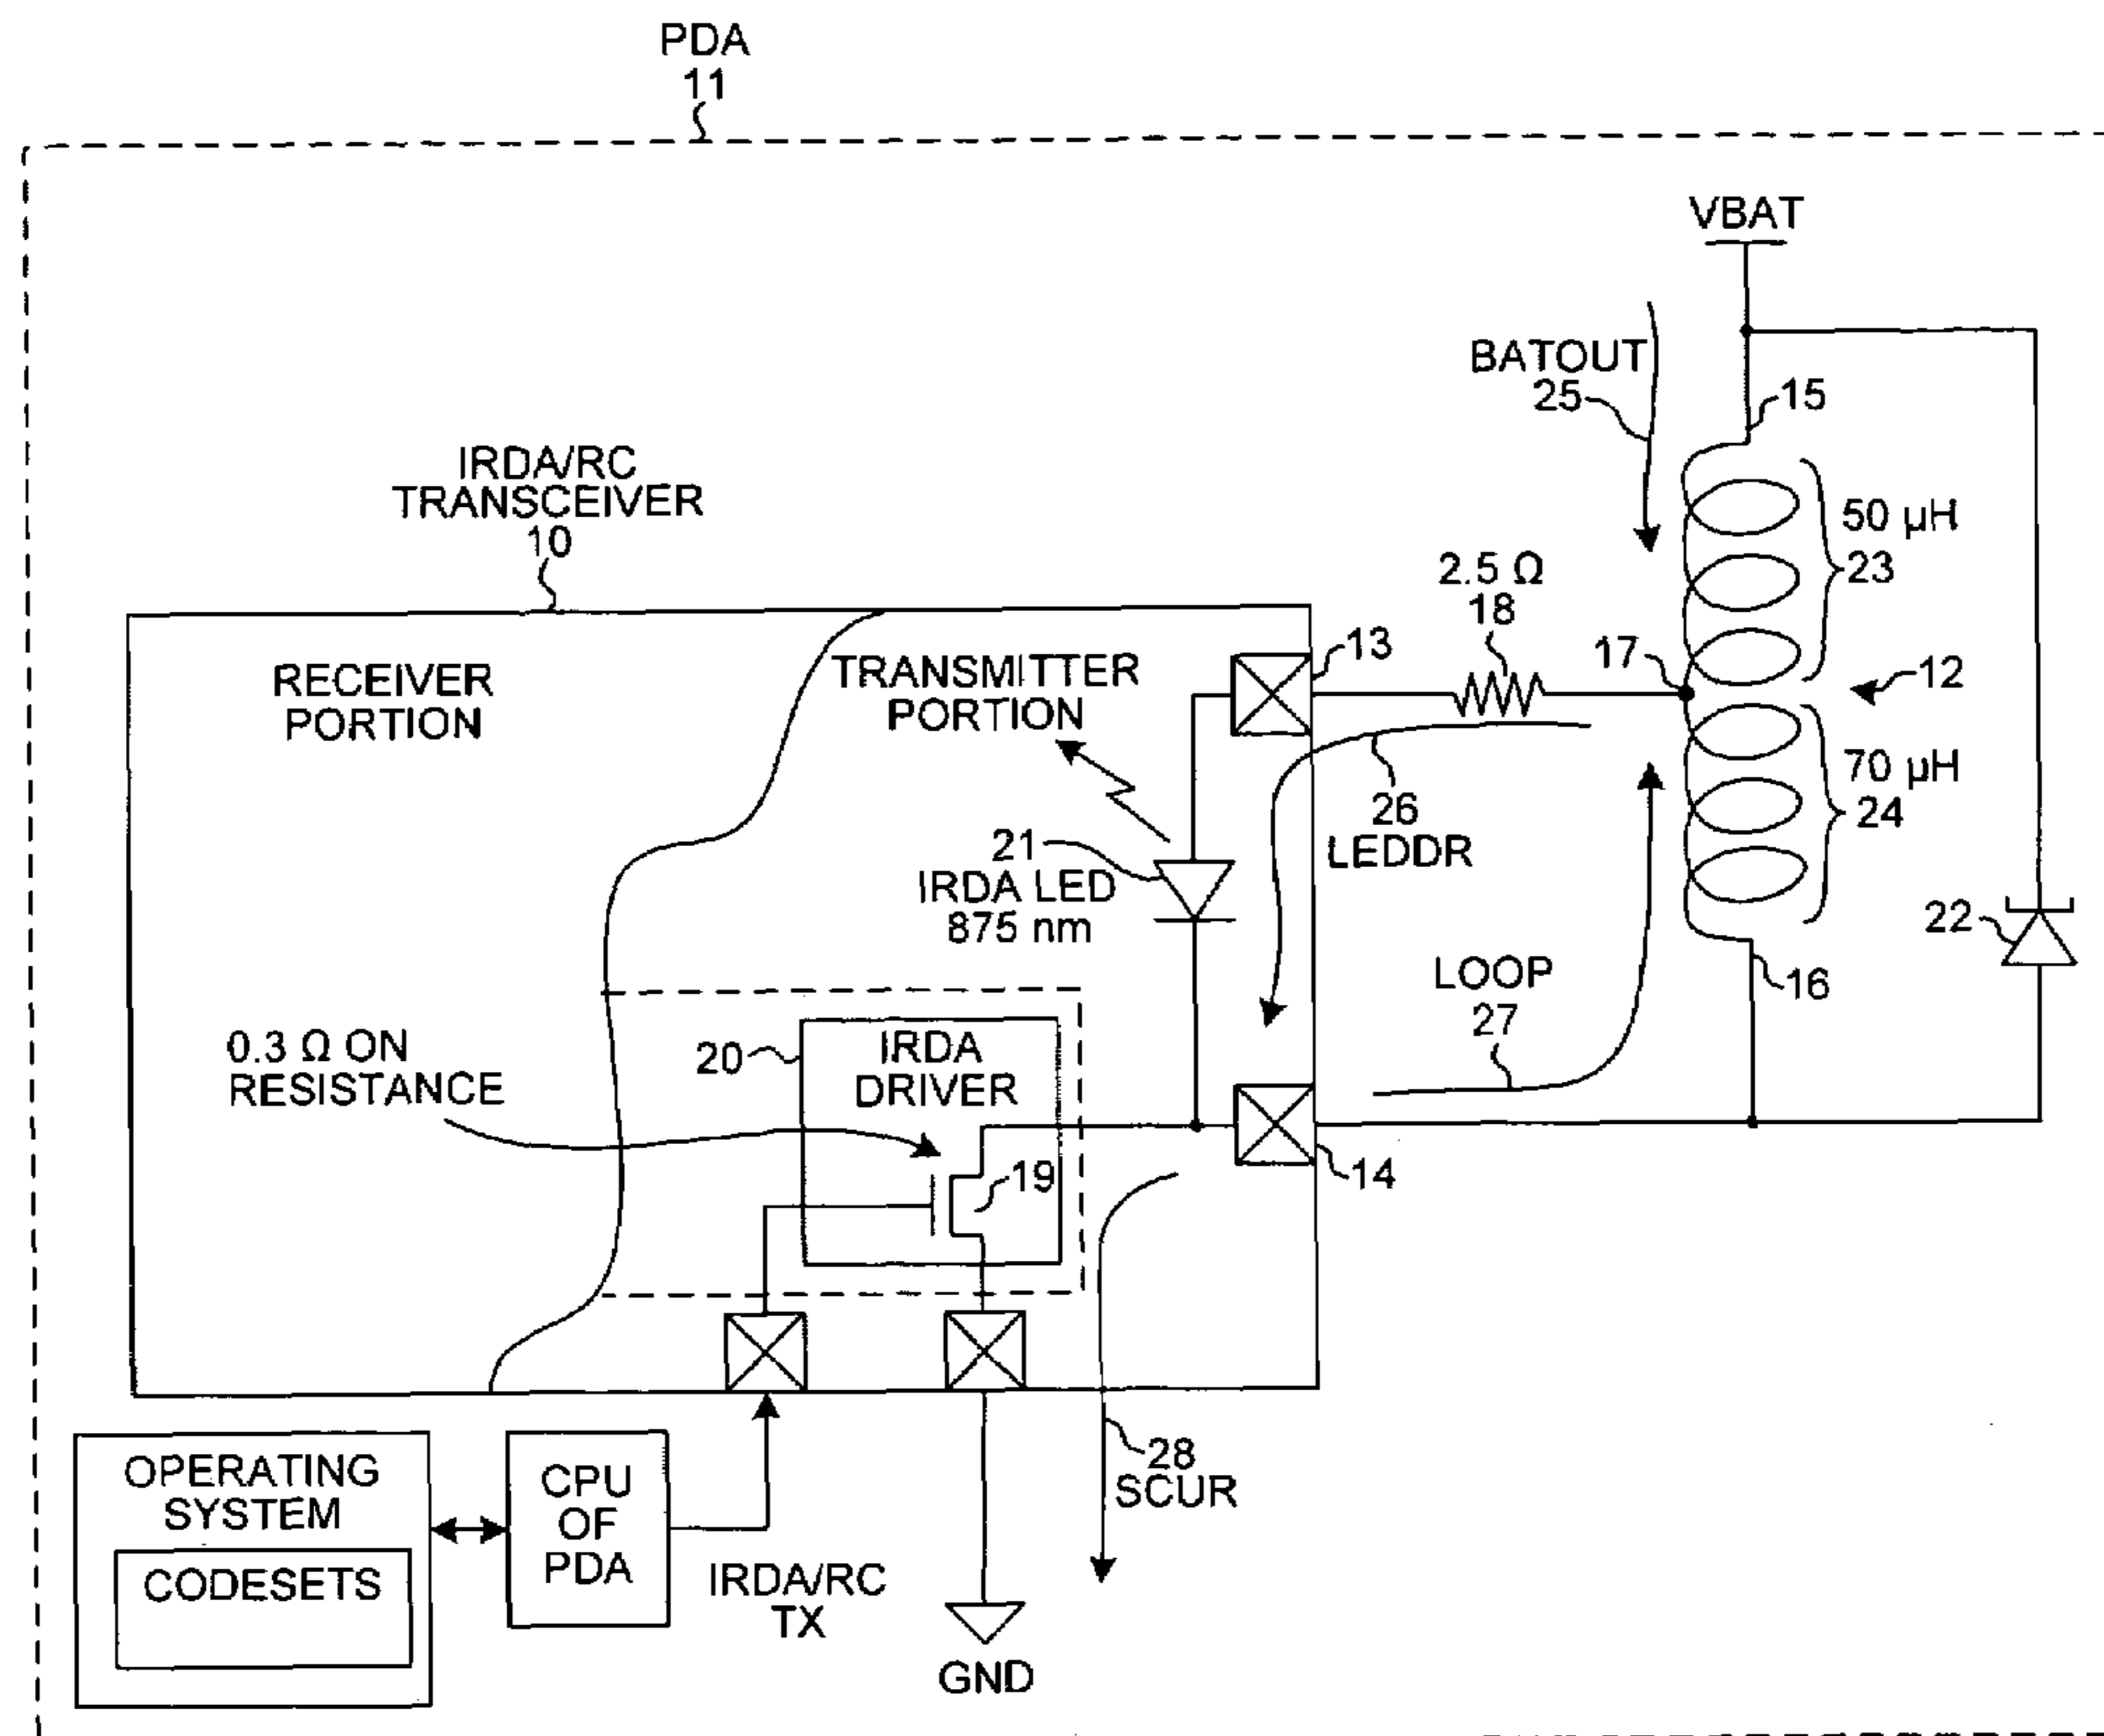 PDA
11
VBAT
BATOUT
25
15
IRDA/RC
TRANSCEIVER
10
50 µH
23
2.5 Ω
18
13
17
12
RECEIVER
PORTION
TRANSMITTER
PORTION
70 µH
24
26
LEDDR
21
IRDA LED
875 nm
22
LOOP
27
16
0.3 Ω ON
RESISTANCE
20
IRDA
DRIVER
19
14
OPERATING
SYSTEM
CODESETS
CPU
OF
PDA
IRDA/RC
TX
28
SCUR
GND